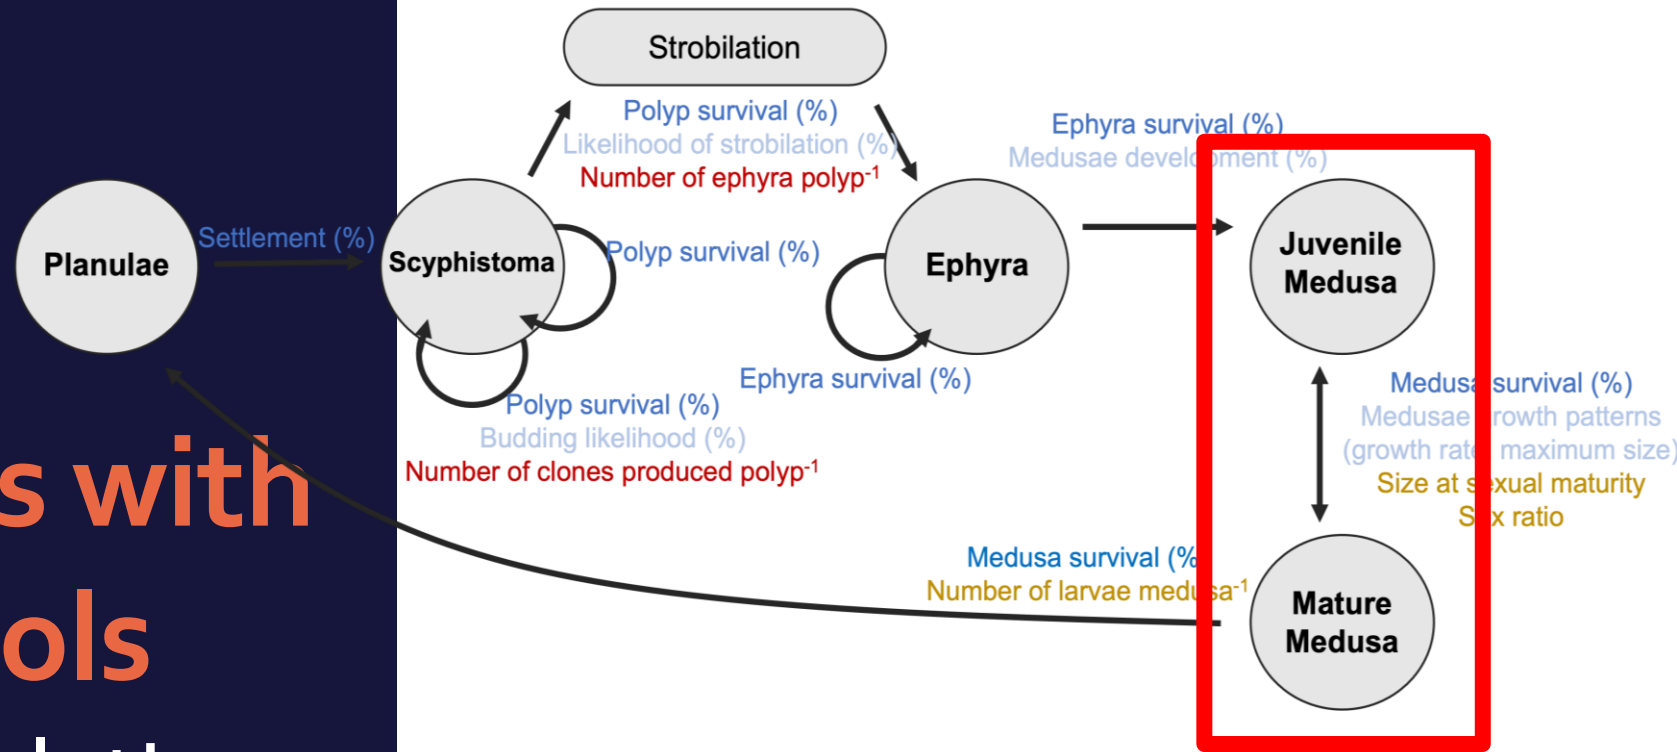 Strobilation
Polyp survival (%)
Likelihood of strobilation (%)
Number of ephyra polyp-1
Ephyra survival (%)
Medusae development (%)
Planulae
Settlement (%)
Scyphistoma
Polyp survival (%)
Ephyra
Juvenile
Medusa
Ephyra survival (%)
Polyp survival (%)
Budding likelihood (%)
Number of clones produced polyp-1
Medusa survival (%)
Medusae growth patterns
(growth rate, maximum size)
Size at sexual maturity
Sex ratio
s with
Medusa survival (%
Number of larvae medusa-1
Mature
Medusa
ols